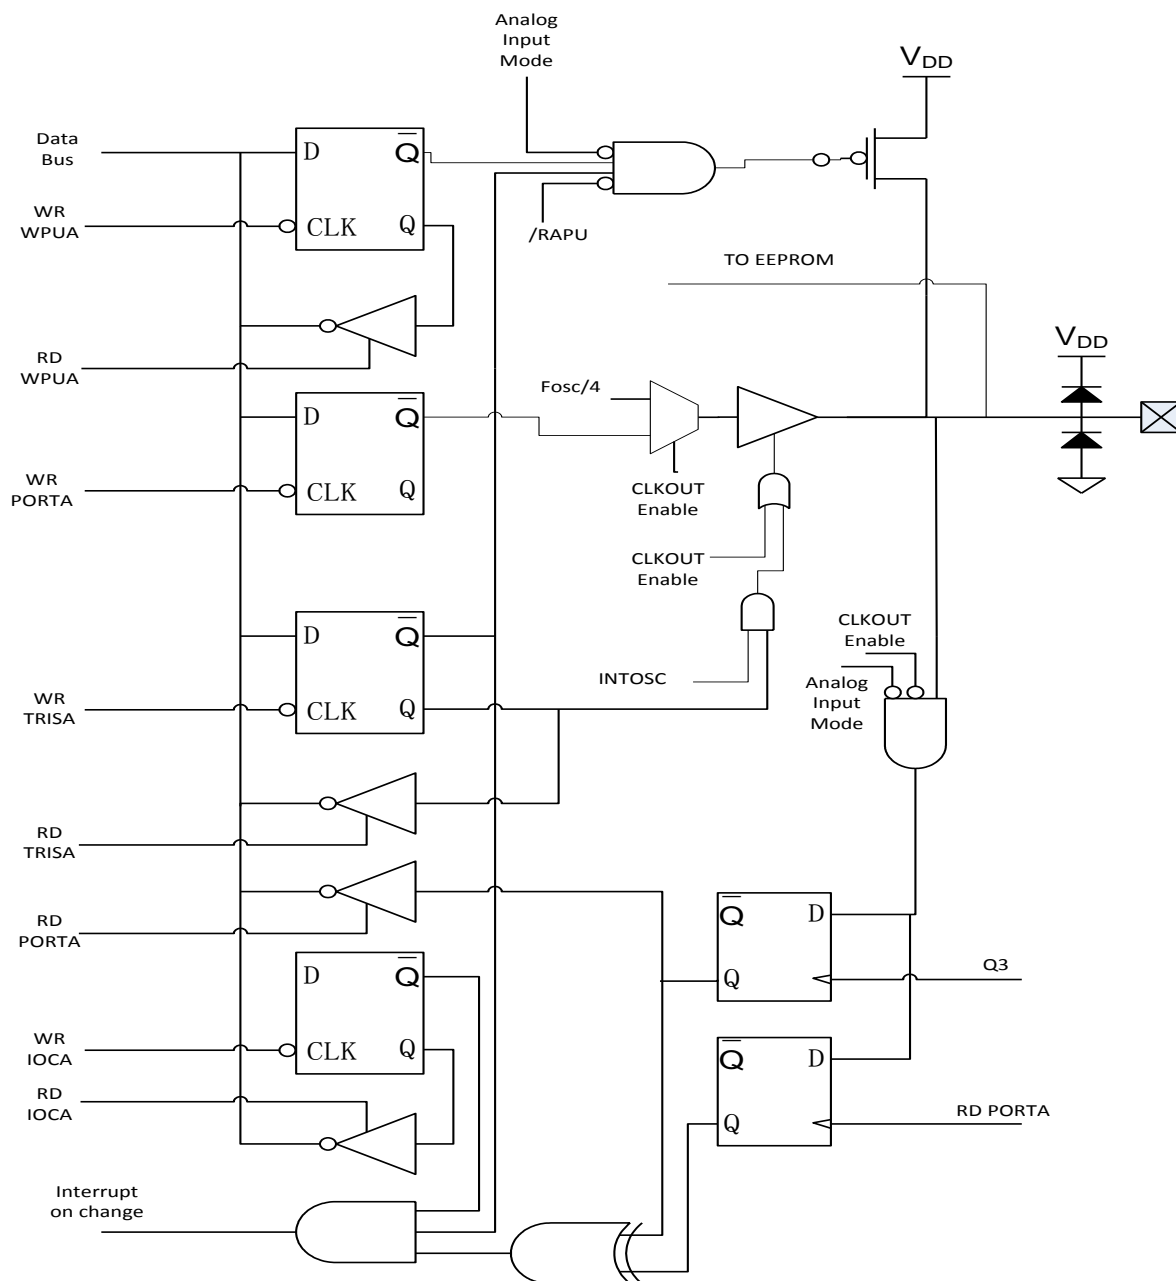 Analog
Input
Mode
VDD
Data
Bus
D
Q
WR
WPUA
CLK
Q
/RAPU
TO EEPROM
RD
WPUA
VDD
Fosc/4
D
Q
WR
PORTA
CLK
Q
CLKOUT
Enable
CLKOUT
Enable
D
Q
CLKOUT
Enable
INTOSC
Analog
Input
Mode
WR
TRISA
CLK
Q
RD
TRISA
RD
PORTA
Q
D
D
Q
Q
Q3
WR
IOCA
CLK
Q
Q
D
RD
IOCA
Q
RD PORTA
Interrupt
on change